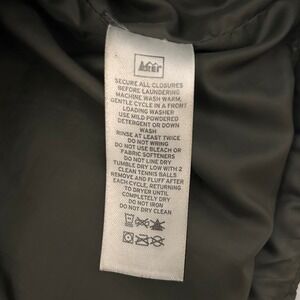 REI
SECURE ALL CLOSURES
BEFORE LAUNDERING
MACHINE WASH WARM,
GENTLE CYCLE IN A FRONT
LOADING WASHER
USE MILD POWDERED
DETERGENT OR DOWN
WASH
RINSE AT LEAST TWICE
DO NOT WRING
DO NOT USE BLEACH OR
FABRIC SOFTENERS
DO NOT LINE DRY
TUMBLE DRY LOW WITH 2
CLEAN TENNIS BALLS
REMOVE AND FLUFF AFTER
EACH CYCLE, RETURNING
TO DRYER UNTIL
COMPLETELY DRY
DO NOT IRON
DO NOT DRY CLEAN